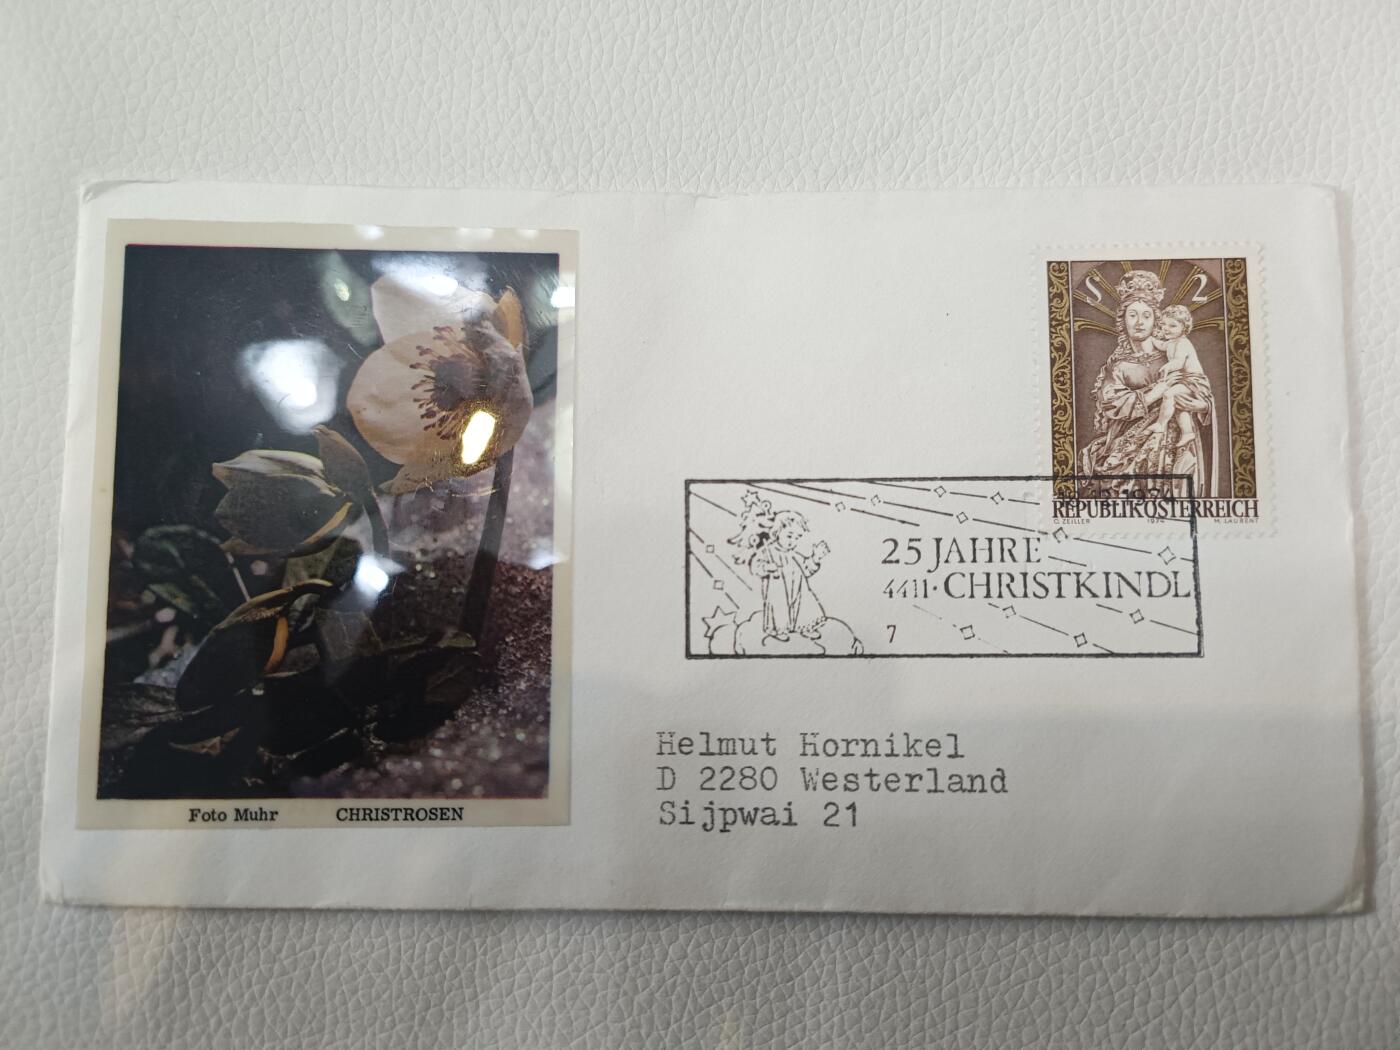 S 2
REPUBLIK ÖSTERREICH
O. ZEILLER 1974 M. LAURENT
25 JAHRE
4411 · CHRISTKINDL
7
Helmut Hornikel
D 2280 Westerland
Sijpwai 21
Foto Muhr CHRISTROSEN